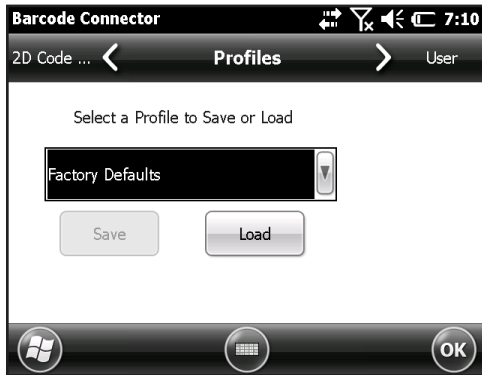 Barcode Connector 7:10
2D Code ... Profiles User
Select a Profile to Save or Load
Factory Defaults
Save Load
OK